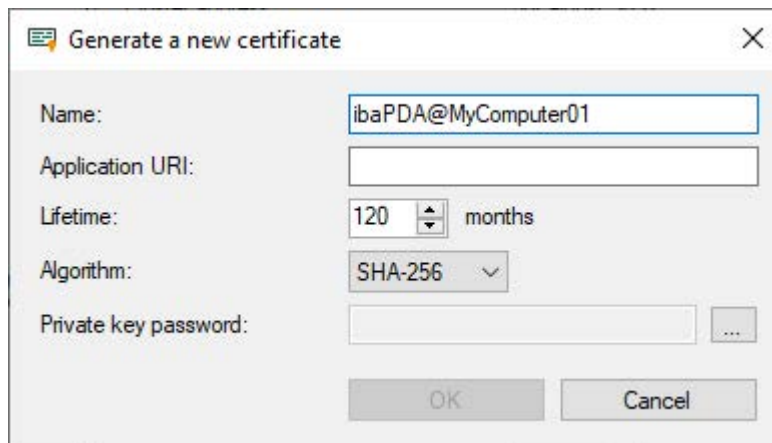 Generate a new certificate
Name: ibaPDA@MyComputer01
Application URI:
Lifetime: 120 months
Algorithm: SHA-256
Private key password: ...
OK Cancel